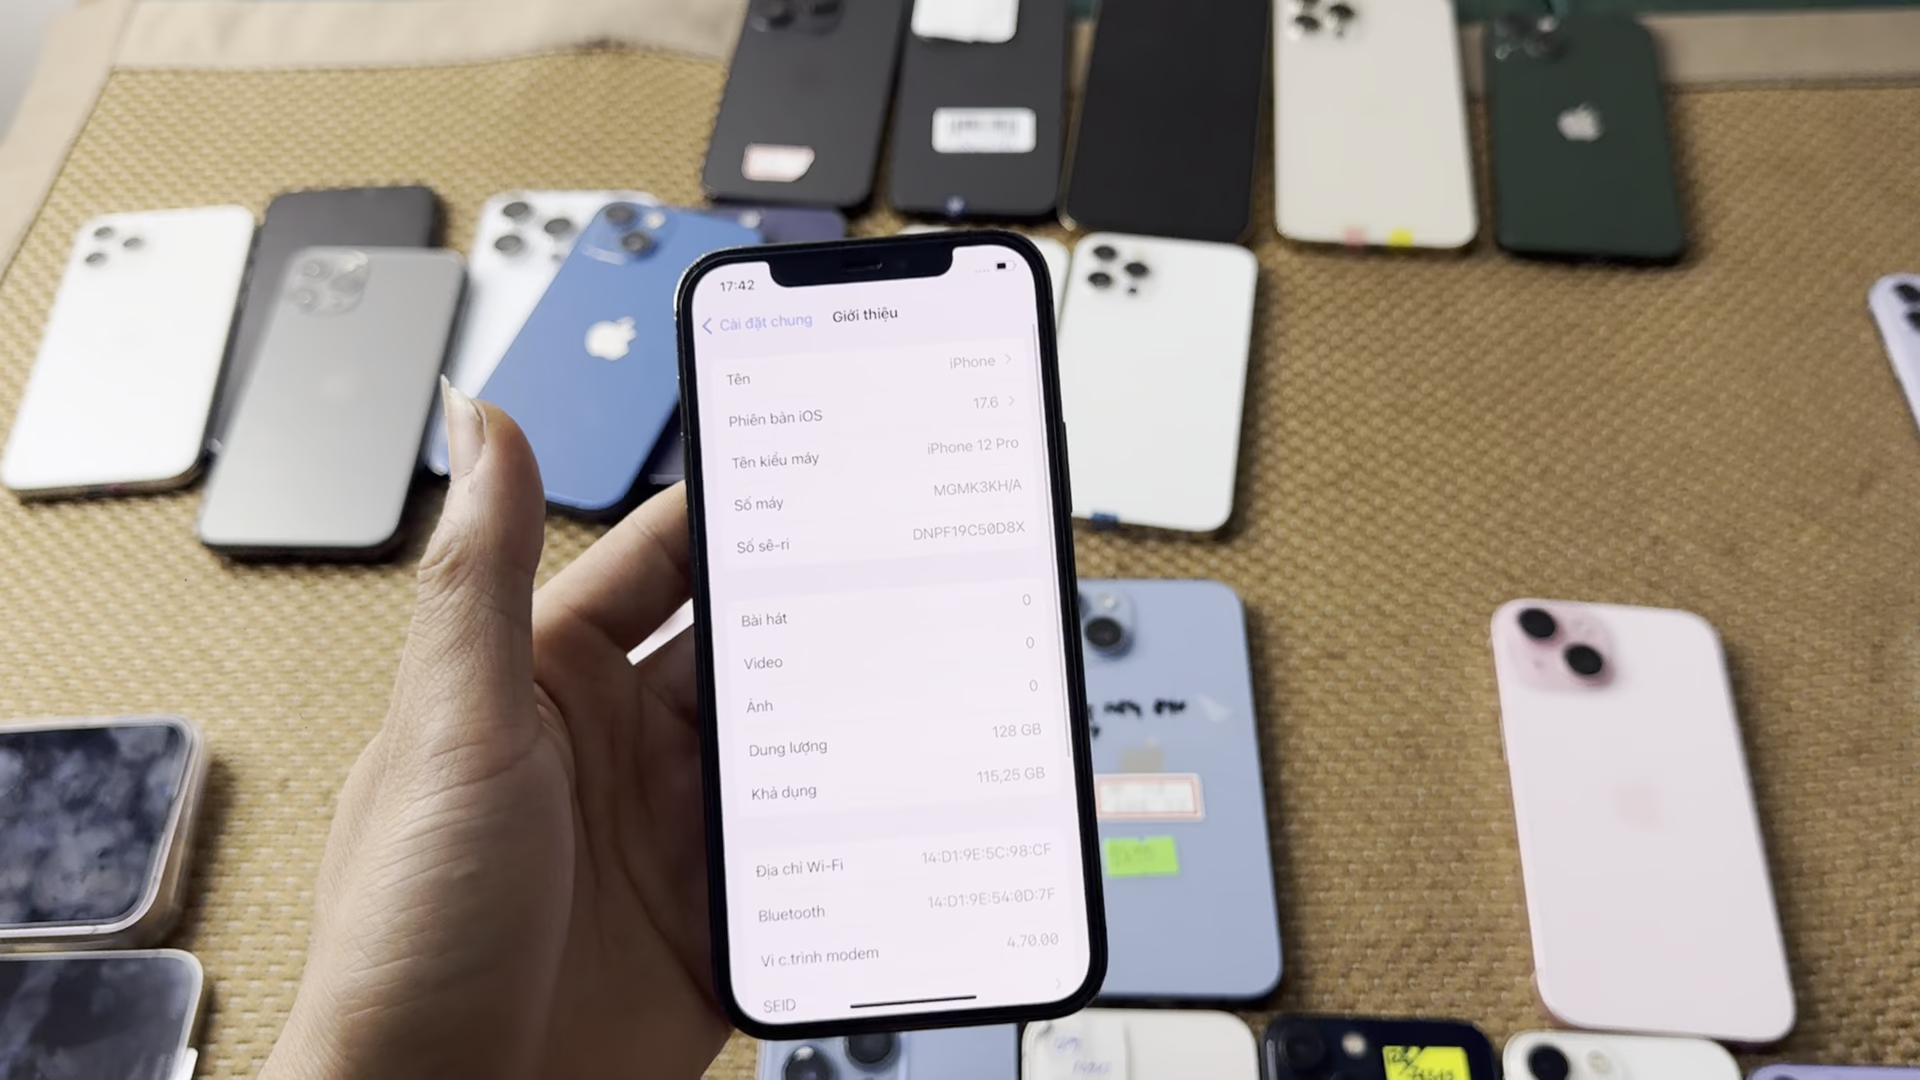 17:42
Cài đặt chung Giới thiệu
Tên iPhone
Phiên bản iOS 17.6
Tên kiểu máy iPhone 12 Pro
Số máy MGMK3KH/A
Số sê-ri DNPF19C50D8X
Bài hát 0
Video 0
Ảnh 0
Dung lượng 128 GB
Khả dụng 115,25 GB
Địa chỉ Wi-Fi 14:D1:9E:5C:98:CF
Bluetooth 14:D1:9E:54:0D:7F
Vi c.trình modem 4.70.00
SEID